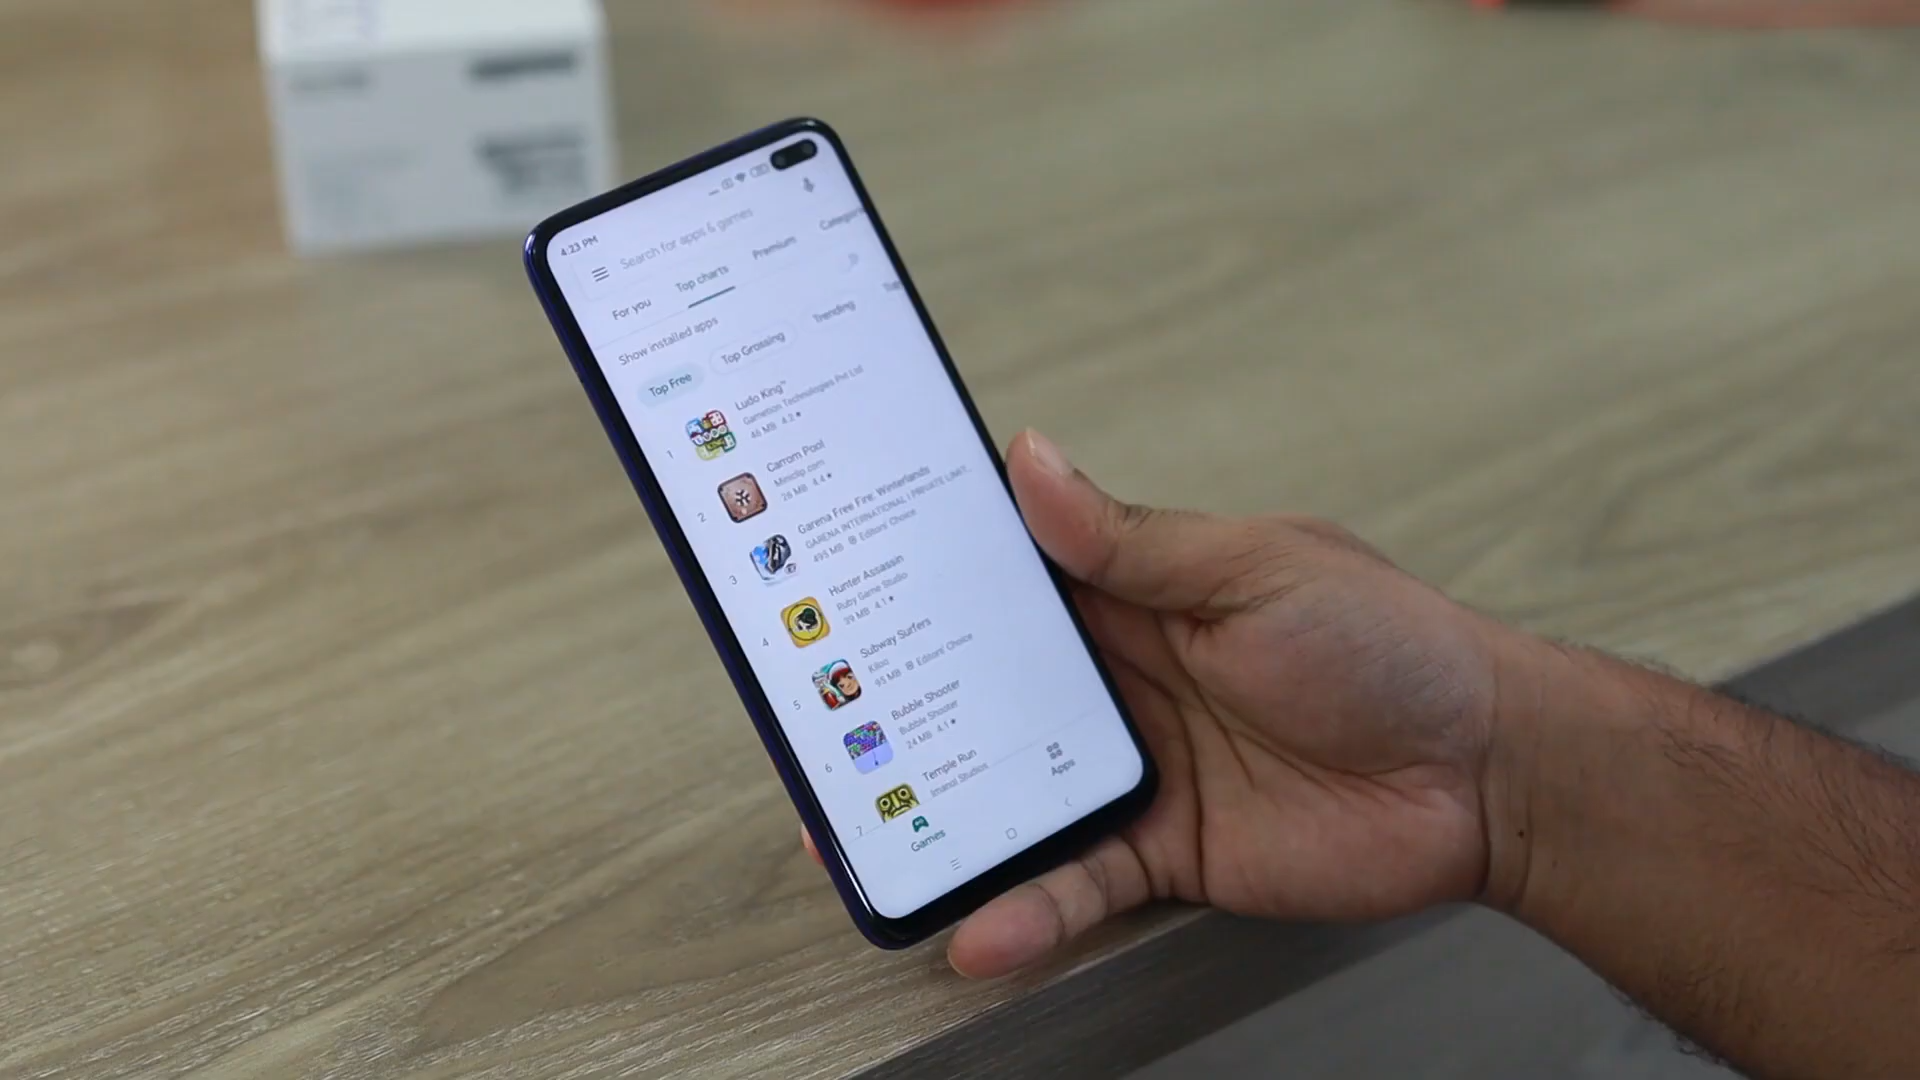 4:23 PM
Search for apps & games
For you
Top charts
Premium
Show installed apps
Top Free
Top Grossing
Trending
1
Ludo King™
Gametion Technologies Pvt Ltd
46 MB 4.2★
2
Carrom Pool
Miniclip.com
26 MB 4.4★
3
Garena Free Fire: Winterlands
GARENA INTERNATIONAL I PRIVATE LIMIT...
495 MB Editors' Choice
4
Hunter Assassin
Ruby Game Studio
39 MB 4.1★
5
Subway Surfers
Kiloo
95 MB Editors' Choice
6
Bubble Shooter
Bubble Shooter
24 MB 4.1★
7
Temple Run
Imangi Studios
Games
Apps